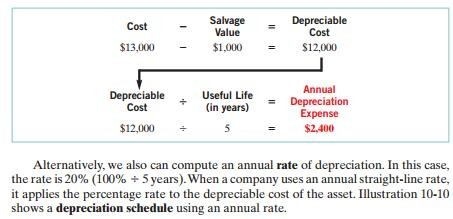 Cost − Salvage Value = Depreciable Cost
$13,000 − $1,000 = $12,000
Depreciable Cost ÷ Useful Life (in years) = Annual Depreciation Expense
$12,000 ÷ 5 = $2,400
Alternatively, we also can compute an annual rate of depreciation. In this case,
the rate is 20% (100% ÷ 5 years). When a company uses an annual straight-line rate,
it applies the percentage rate to the depreciable cost of the asset. Illustration 10-10
shows a depreciation schedule using an annual rate.